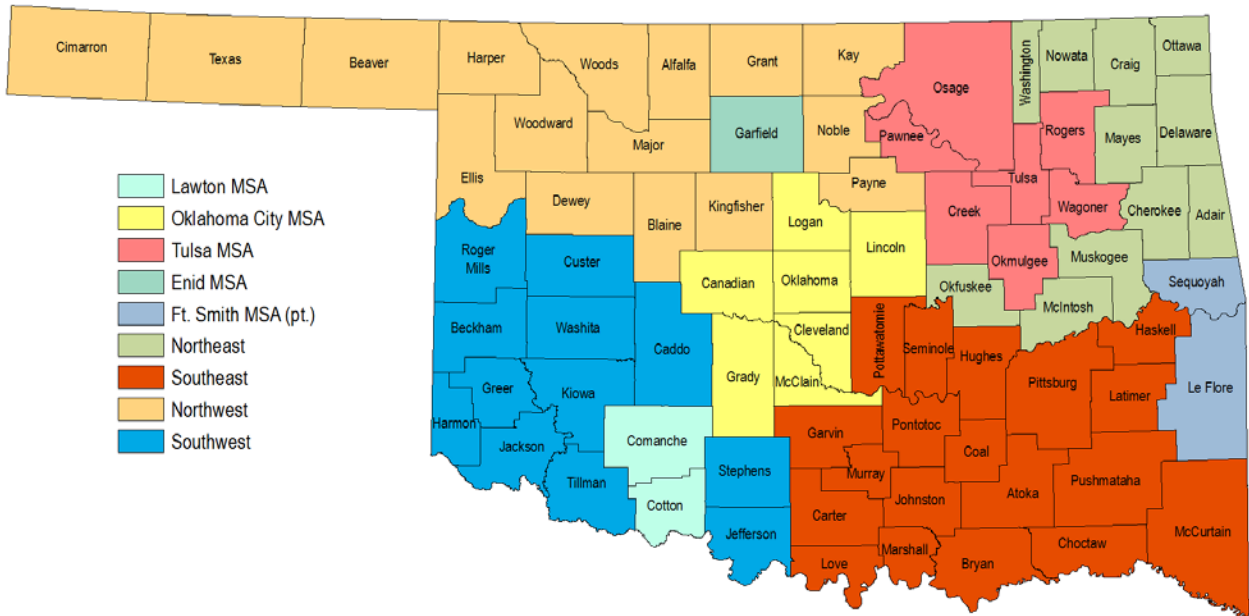 Cimarron
Texas
Beaver
Harper
Woods
Alfalfa
Grant
Kay
Osage
Washington
Nowata
Craig
Ottawa
Woodward
Major
Garfield
Noble
Pawnee
Rogers
Mayes
Delaware
Ellis
Dewey
Blaine
Kingfisher
Logan
Payne
Creek
Tulsa
Wagoner
Cherokee
Adair
Lawton MSA
Oklahoma City MSA
Tulsa MSA
Enid MSA
Ft. Smith MSA (pt.)
Northeast
Southeast
Northwest
Southwest
Roger
Mills
Custer
Canadian
Oklahoma
Lincoln
Okfuskee
Okmulgee
Muskogee
McIntosh
Sequoyah
Beckham
Washita
Caddo
Grady
Cleveland
McClain
Pottawatomie
Seminole
Hughes
Pittsburg
Haskell
Latimer
Le Flore
Harmon
Greer
Kiowa
Jackson
Tillman
Comanche
Cotton
Stephens
Jefferson
Garvin
Murray
Pontotoc
Coal
Carter
Johnston
Atoka
Pushmataha
McCurtain
Love
Marshall
Bryan
Choctaw